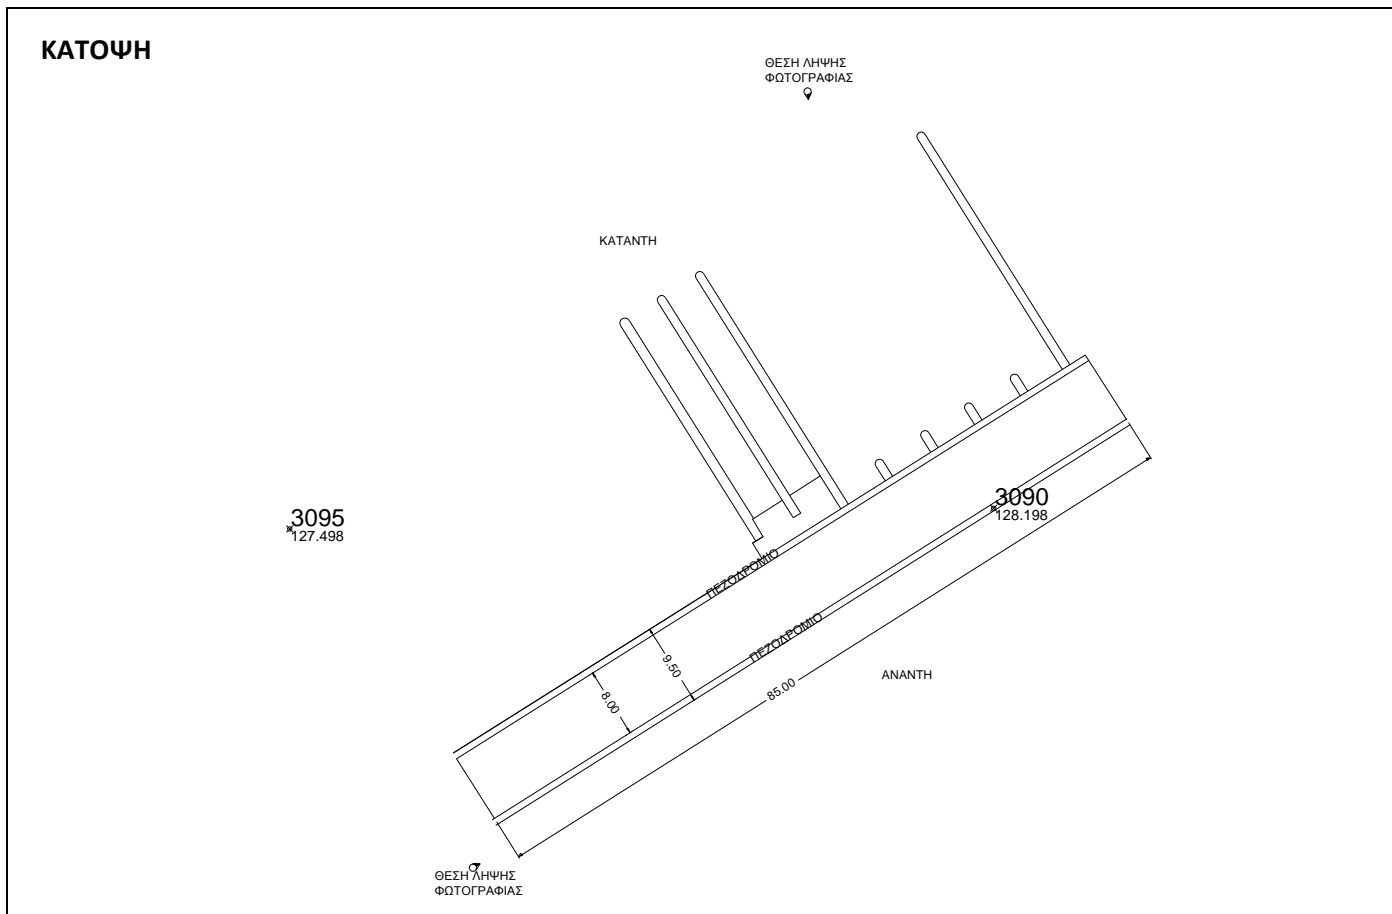 ΚΑΤΟΨΗ
ΘΕΣΗ ΛΗΨΗΣ
ΦΩΤΟΓΡΑΦΙΑΣ
ΚΑΤΑΝΤΗ
3090
128.198
3095
127.498
ΠΕΖΟΔΡΟΜΙΟ
ΠΕΖΟΔΡΟΜΙΟ
9.50
8.00
85.00
ΑΝΑΝΤΗ
ΘΕΣΗ ΛΗΨΗΣ
ΦΩΤΟΓΡΑΦΙΑΣ